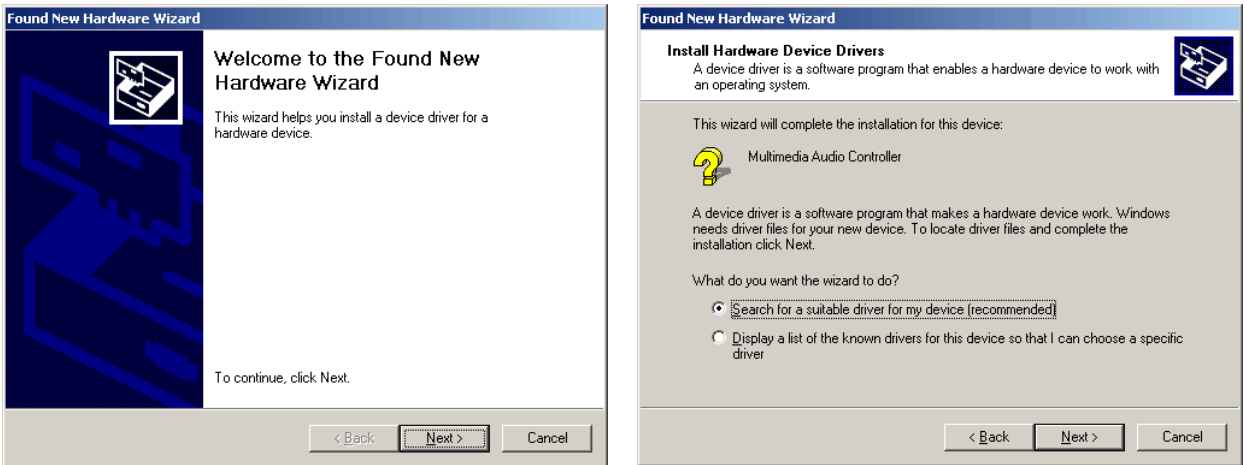 Found New Hardware Wizard
Welcome to the Found New
Hardware Wizard
This wizard helps you install a device driver for a
hardware device.
To continue, click Next.
< Back
Next >
Cancel
Found New Hardware Wizard
Install Hardware Device Drivers
A device driver is a software program that enables a hardware device to work with
an operating system.
This wizard will complete the installation for this device:
Multimedia Audio Controller
A device driver is a software program that makes a hardware device work. Windows
needs driver files for your new device. To locate driver files and complete the
installation click Next.
What do you want the wizard to do?
Search for a suitable driver for my device (recommended)
Display a list of the known drivers for this device so that I can choose a specific
driver
< Back
Next >
Cancel